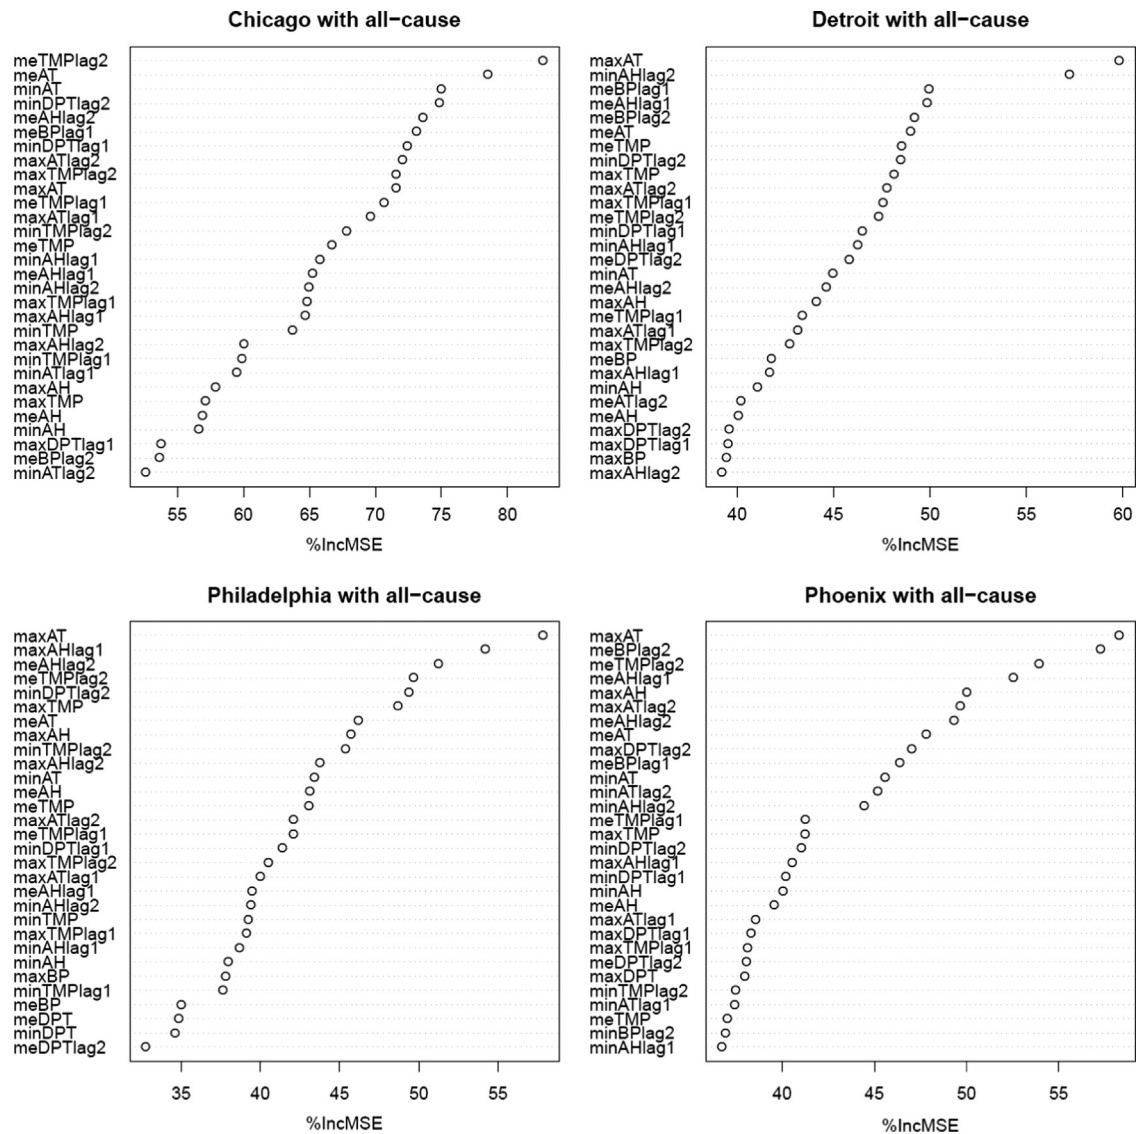 Chicago with all−cause
meTMPlag2
meAT
minAT
minDPTlag2
meAHlag2
meBPlag1
minDPTlag1
maxATlag2
maxTMPlag2
maxAT
meTMPlag1
maxATlag1
minTMPlag2
meTMP
minAHlag1
meAHlag1
minAHlag2
maxTMPlag1
maxAHlag1
minTMP
maxAHlag2
minTMPlag1
minATlag1
maxAH
maxTMP
meAH
minAH
maxDPTlag1
meBPlag2
minATlag2
55 60 65 70 75 80
%IncMSE
Detroit with all−cause
maxAT
minAHlag2
meBPlag1
meAHlag1
meBPlag2
meAT
meTMP
minDPTlag2
maxTMP
maxATlag2
maxTMPlag1
meTMPlag2
minDPTlag1
minAHlag1
meDPTlag2
minAT
meAHlag2
maxAH
meTMPlag1
maxATlag1
maxTMPlag2
meBP
maxAHlag1
minAH
meATlag2
meAH
maxDPTlag2
maxDPTlag1
maxBP
maxAHlag2
40 45 50 55 60
%IncMSE
Philadelphia with all−cause
maxAT
maxAHlag1
meAHlag2
meTMPlag2
minDPTlag2
maxTMP
meAT
maxAH
minTMPlag2
maxAHlag2
minAT
meAH
meTMP
maxATlag2
meTMPlag1
minDPTlag1
maxTMPlag2
maxATlag1
meAHlag1
minAHlag2
minTMP
maxTMPlag1
minAHlag1
minAH
maxBP
minTMPlag1
meBP
meDPT
minDPT
meDPTlag2
35 40 45 50 55
%IncMSE
Phoenix with all−cause
maxAT
meBPlag2
meTMPlag2
meAHlag1
maxAH
maxATlag2
meAHlag2
meAT
maxDPTlag2
meBPlag1
minAT
minATlag2
minAHlag2
meTMPlag1
maxTMP
minDPTlag2
maxAHlag1
minDPTlag1
minAH
meAH
maxATlag1
maxDPTlag1
maxTMPlag1
meDPTlag2
maxDPT
minTMPlag2
minATlag1
meTMP
minBPlag2
minAHlag1
40 45 50 55
%IncMSE